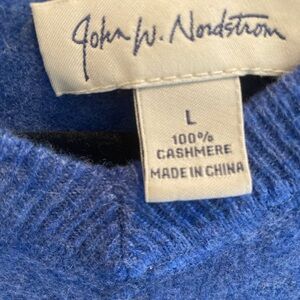 John W. Nordstrom
L
100%
CASHMERE
MADE IN CHINA